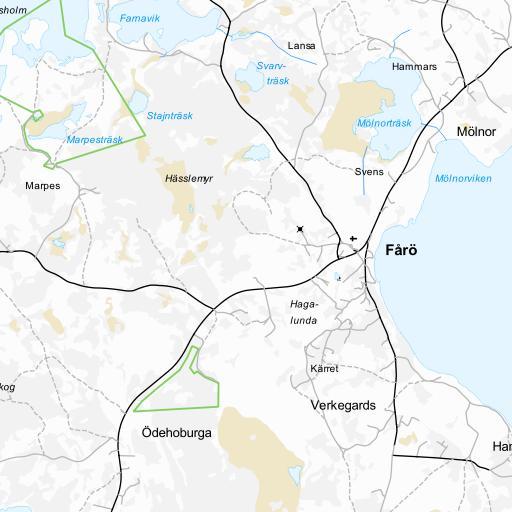 sholm
Farnavik
Lansa
Svarv-
träsk
Hammars
Stajnträsk
Mölnorträsk
Mölnor
Marpesträsk
Svens
Marpes
Hässlemyr
Mölnorviken
Fårö
Haga-
lunda
Kärret
kog
Verkegards
Ödehoburga
Har